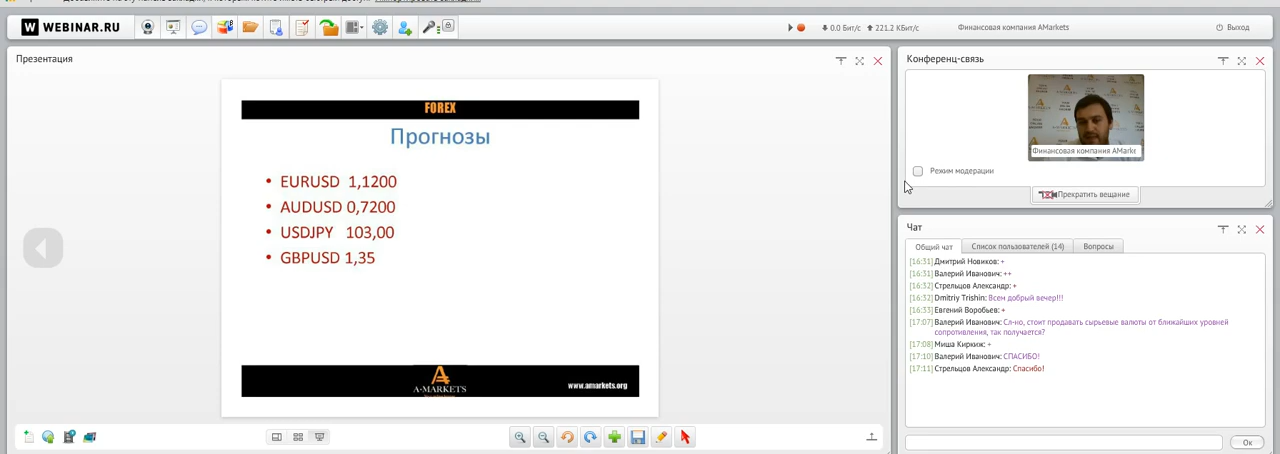 W WEBINAR.RU
0.0 Бит/с
221.2 КБит/с
Финансовая компания AMarkets
Выход
Презентация
FOREX
Прогнозы
• EURUSD 1,1200
• AUDUSD 0,7200
• USDJPY 103,00
• GBPUSD 1,35
A-MARKETS
www.amarkets.org
Конференц-связь
Финансовая компания AMarke
Режим модерации
Прекратить вещание
Чат
Общий чат
Список пользователей (14)
Вопросы
[16:31] Дмитрий Новиков: +
[16:31] Валерий Иванович: ++
[16:32] Стрельцов Александр: +
[16:32] Dmitriy Trishin: Всем добрый вечер!!!
[16:33] Евгений Воробьев: +
[17:07] Валерий Иванович: Сл-но, стоит продавать сырьевые валюты от ближайших уровней
сопротивления, так получается?
[17:08] Миша Киркиж: +
[17:10] Валерий Иванович: СПАСИБО!
[17:11] Стрельцов Александр: Спасибо!
Ок